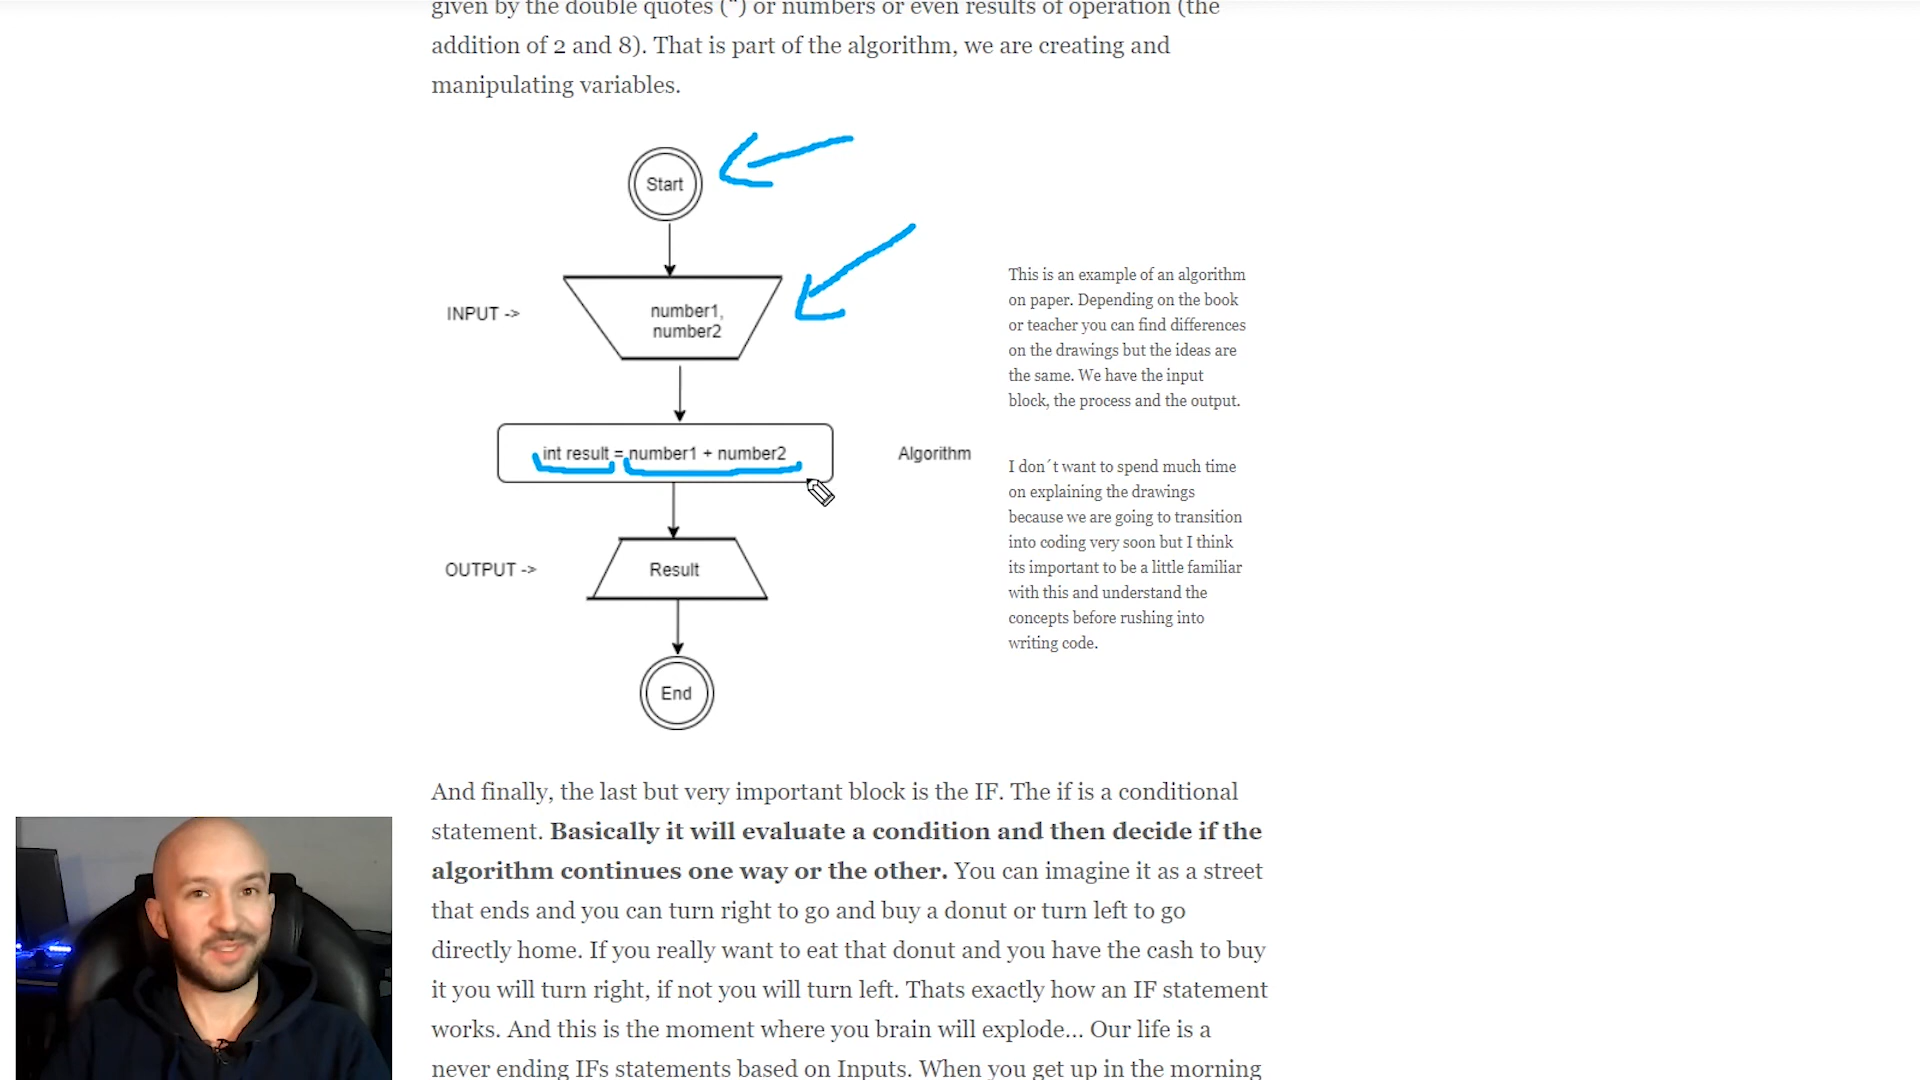 given by the double quotes (") or numbers or even results of operation (the
addition of 2 and 8). That is part of the algorithm, we are creating and
manipulating variables.
Start
INPUT ->
number1,
number2
int result = number1 + number2
Algorithm
OUTPUT ->
Result
End
This is an example of an algorithm
on paper. Depending on the book
or teacher you can find differences
on the drawings but the ideas are
the same. We have the input
block, the process and the output.
I don´t want to spend much time
on explaining the drawings
because we are going to transition
into coding very soon but I think
its important to be a little familiar
with this and understand the
concepts before rushing into
writing code.
And finally, the last but very important block is the IF. The if is a conditional
statement. Basically it will evaluate a condition and then decide if the
algorithm continues one way or the other. You can imagine it as a street
that ends and you can turn right to go and buy a donut or turn left to go
directly home. If you really want to eat that donut and you have the cash to buy
it you will turn right, if not you will turn left. Thats exactly how an IF statement
works. And this is the moment where you brain will explode... Our life is a
never ending IFs statements based on Inputs. When you get up in the morning